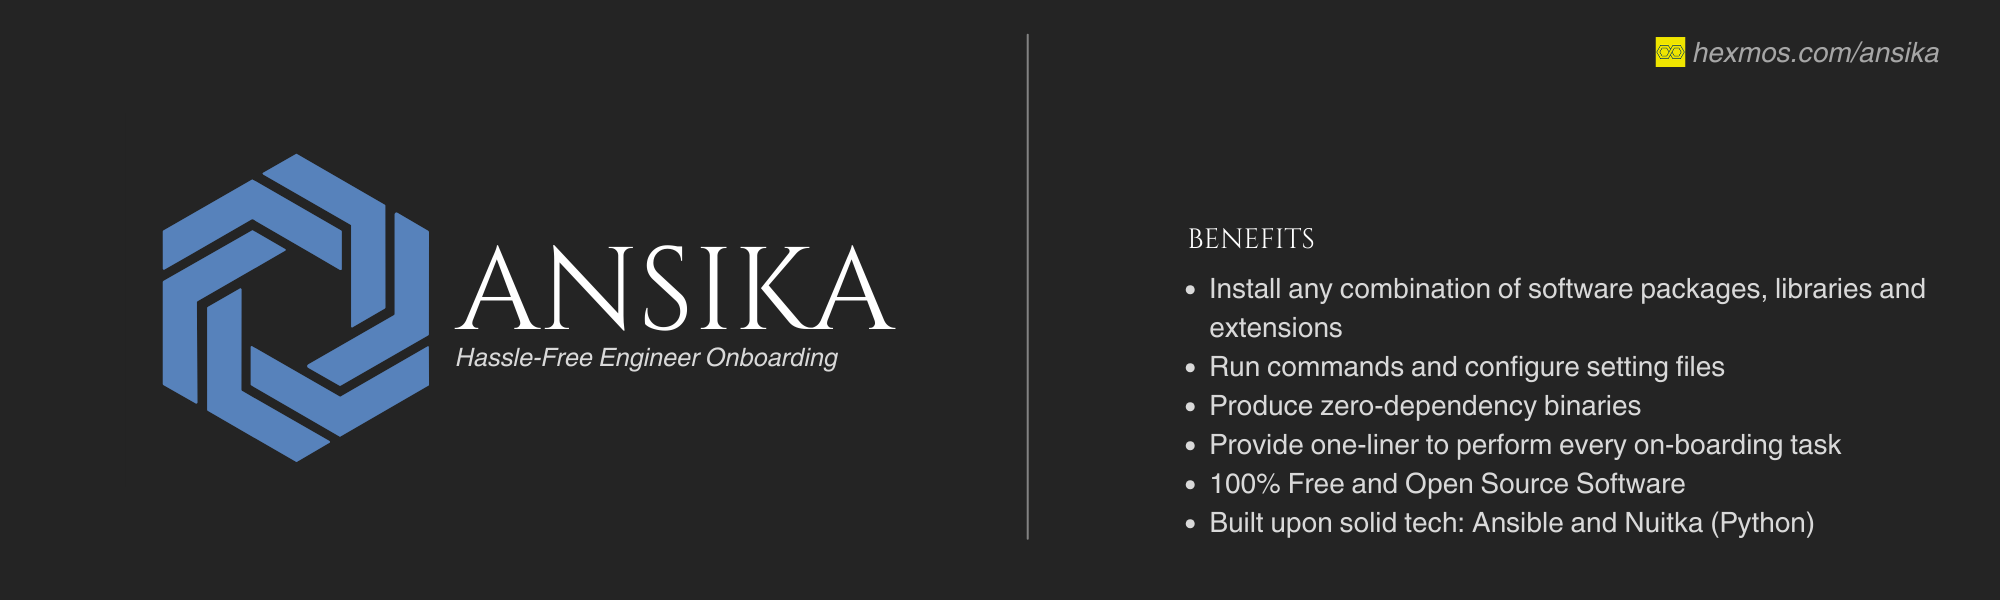 hexmos.com/ansika
ANSIKA
Hassle-Free Engineer Onboarding
BENEFITS
• Install any combination of software packages, libraries and
extensions
• Run commands and configure setting files
• Produce zero-dependency binaries
• Provide one-liner to perform every on-boarding task
• 100% Free and Open Source Software
• Built upon solid tech: Ansible and Nuitka (Python)